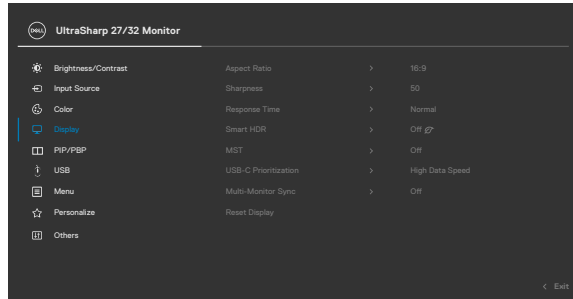 DELL UltraSharp 27/32 Monitor
Brightness/Contrast Aspect Ratio > 16:9
Input Source Sharpness > 50
Color Response Time > Normal
Display Smart HDR > Off
PIP/PBP MST > Off
USB USB-C Prioritization > High Data Speed
Menu Multi-Monitor Sync > Off
Personalize Reset Display
Others
< Exit